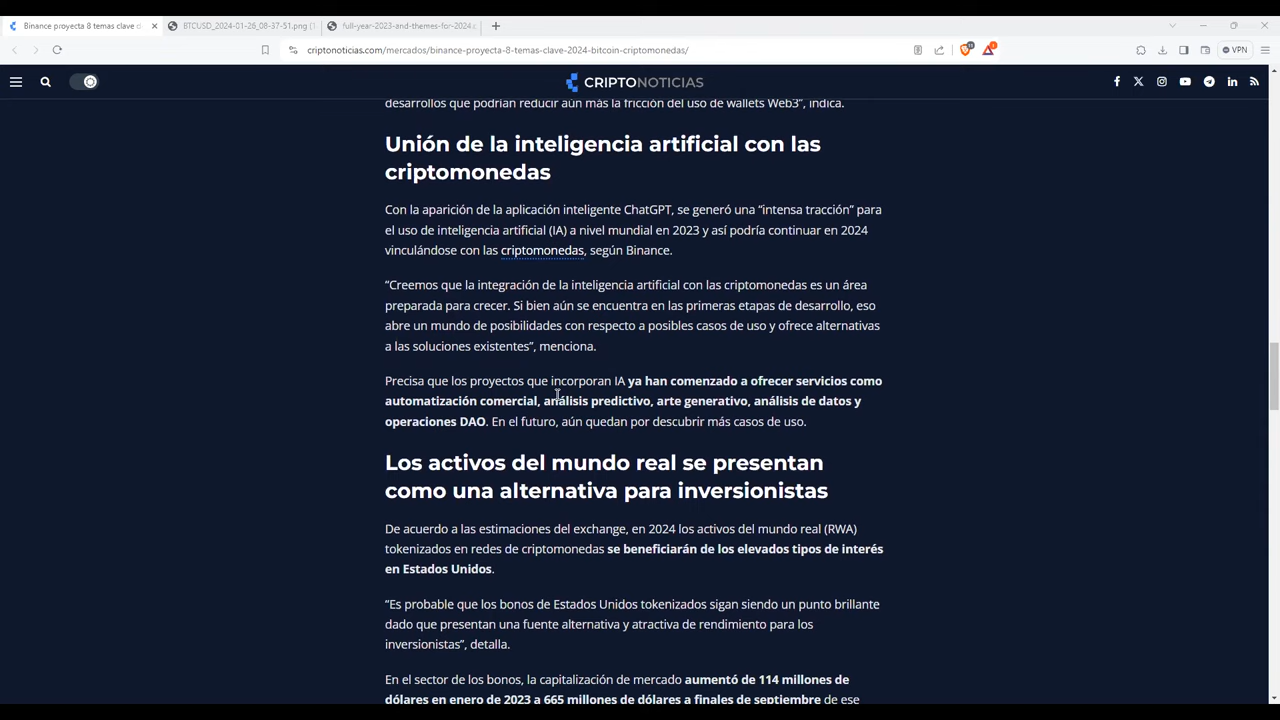 Binance proyecta 8 temas clave d
BTCUSD_2024-01-26_08-37-51.png (1
full-year-2023-and-themes-for-2024.p
criptonoticias.com/mercados/binance-proyecta-8-temas-clave-2024-bitcoin-criptomonedas/
VPN
CRIPTONOTICIAS
desarrollos que podrían reducir aún más la fricción del uso de wallets Web3”, indica.
Unión de la inteligencia artificial con las
criptomonedas
Con la aparición de la aplicación inteligente ChatGPT, se generó una “intensa tracción” para
el uso de inteligencia artificial (IA) a nivel mundial en 2023 y así podría continuar en 2024
vinculándose con las criptomonedas, según Binance.
“Creemos que la integración de la inteligencia artificial con las criptomonedas es un área
preparada para crecer. Si bien aún se encuentra en las primeras etapas de desarrollo, eso
abre un mundo de posibilidades con respecto a posibles casos de uso y ofrece alternativas
a las soluciones existentes”, menciona.
Precisa que los proyectos que incorporan IA ya han comenzado a ofrecer servicios como
automatización comercial, análisis predictivo, arte generativo, análisis de datos y
operaciones DAO. En el futuro, aún quedan por descubrir más casos de uso.
Los activos del mundo real se presentan
como una alternativa para inversionistas
De acuerdo a las estimaciones del exchange, en 2024 los activos del mundo real (RWA)
tokenizados en redes de criptomonedas se beneficiarán de los elevados tipos de interés
en Estados Unidos.
“Es probable que los bonos de Estados Unidos tokenizados sigan siendo un punto brillante
dado que presentan una fuente alternativa y atractiva de rendimiento para los
inversionistas”, detalla.
En el sector de los bonos, la capitalización de mercado aumentó de 114 millones de
dólares en enero de 2023 a 665 millones de dólares a finales de septiembre de ese